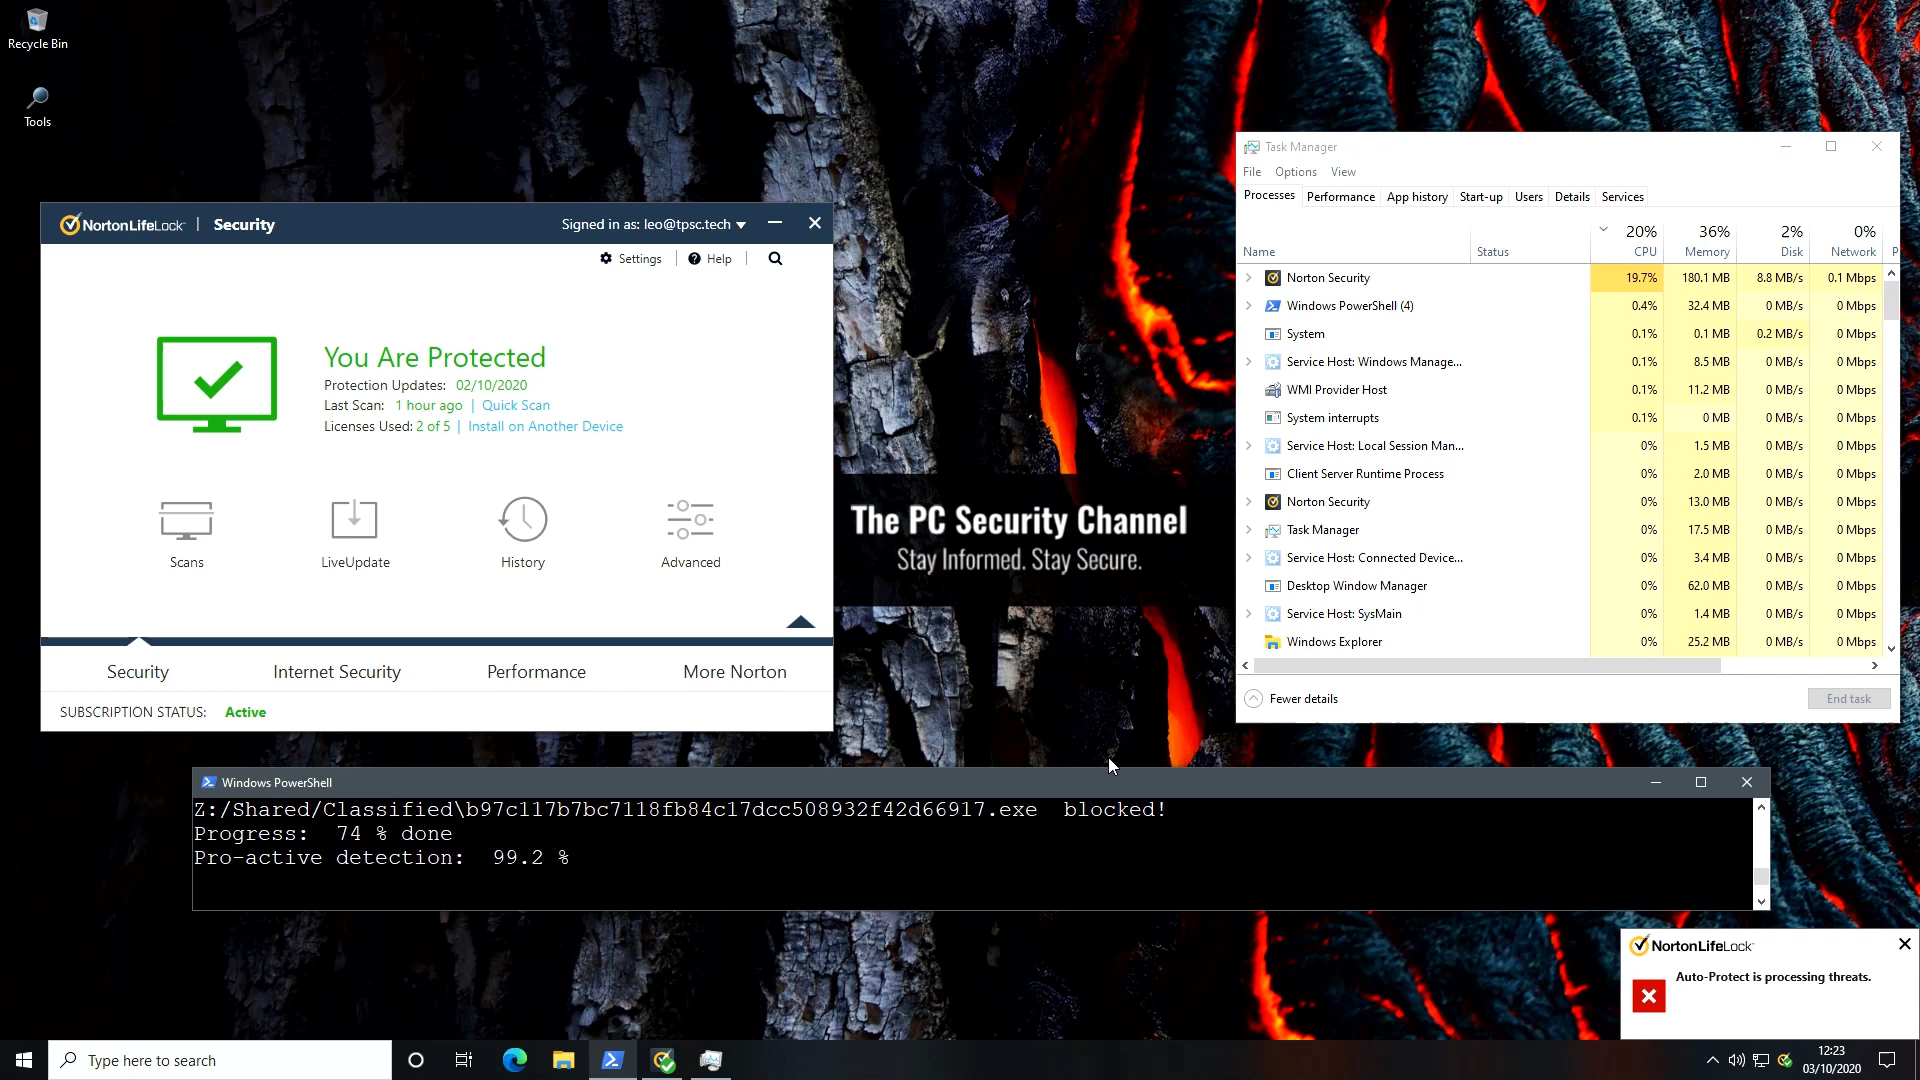 Recycle Bin
Tools
NortonLifeLock | Security
Signed in as: leo@tpsc.tech
Settings
Help
You Are Protected
Protection Updates: 02/10/2020
Last Scan: 1 hour ago | Quick Scan
Licenses Used: 2 of 5 | Install on Another Device
Scans
LiveUpdate
History
Advanced
Security
Internet Security
Performance
More Norton
SUBSCRIPTION STATUS: Active
The PC Security Channel
Stay Informed. Stay Secure.
Task Manager
File Options View
Processes Performance App history Start-up Users Details Services
20% 36% 2% 0%
Name Status CPU Memory Disk Network P
Norton Security 19.7% 180.1 MB 8.8 MB/s 0.1 Mbps
Windows PowerShell (4) 0.4% 32.4 MB 0 MB/s 0 Mbps
System 0.1% 0.1 MB 0.2 MB/s 0 Mbps
Service Host: Windows Manage... 0.1% 8.5 MB 0 MB/s 0 Mbps
WMI Provider Host 0.1% 11.2 MB 0 MB/s 0 Mbps
System interrupts 0.1% 0 MB 0 MB/s 0 Mbps
Service Host: Local Session Man... 0% 1.5 MB 0 MB/s 0 Mbps
Client Server Runtime Process 0% 2.0 MB 0 MB/s 0 Mbps
Norton Security 0% 13.0 MB 0 MB/s 0 Mbps
Task Manager 0% 17.5 MB 0 MB/s 0 Mbps
Service Host: Connected Device... 0% 3.4 MB 0 MB/s 0 Mbps
Desktop Window Manager 0% 62.0 MB 0 MB/s 0 Mbps
Service Host: SysMain 0% 1.4 MB 0 MB/s 0 Mbps
Windows Explorer 0% 25.2 MB 0 MB/s 0 Mbps
Fewer details
End task
Windows PowerShell
Z:/Shared/Classified\b97c117b7bc7118fb84c17dcc508932f42d66917.exe  blocked!
Progress:  74 % done
Pro-active detection:  99.2 %
NortonLifeLock
Auto-Protect is processing threats.
Type here to search
12:23
03/10/2020